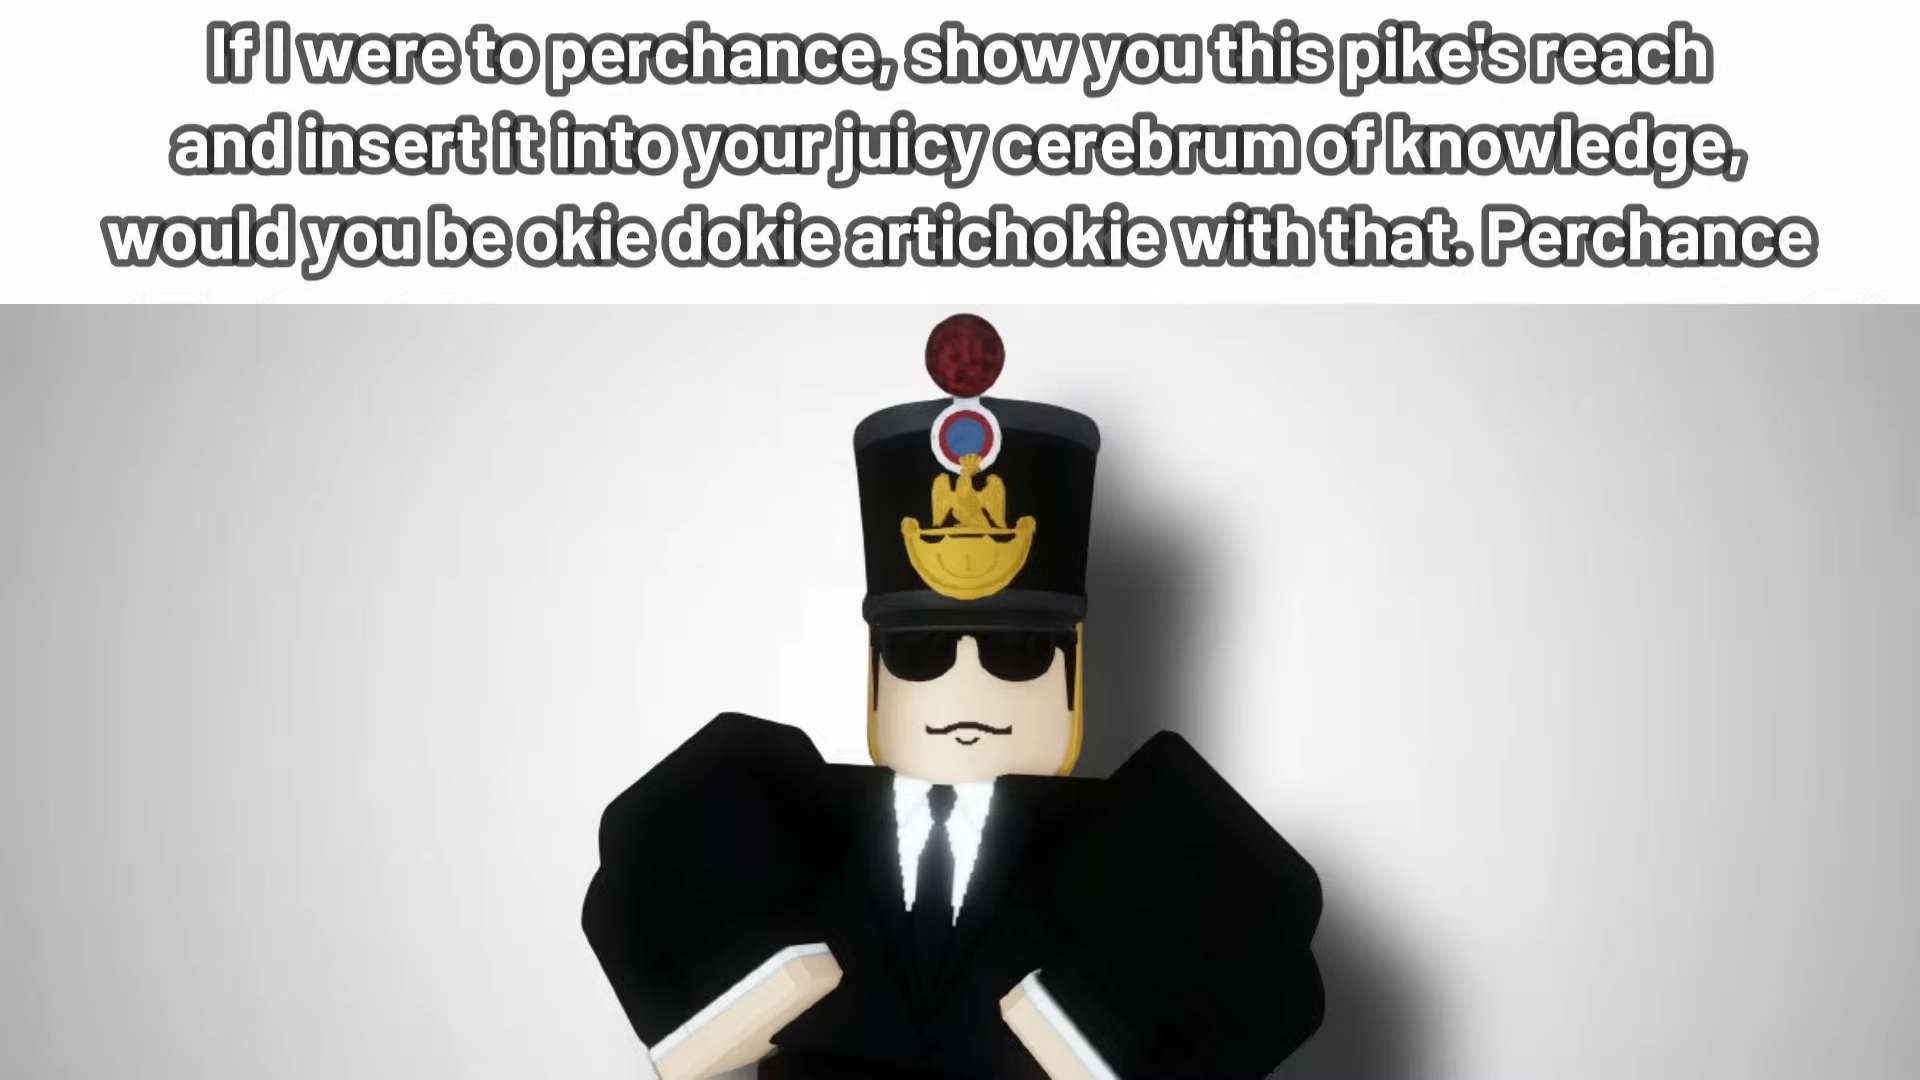 If I were to perchance, show you this pike's reach
and insert it into your juicy cerebrum of knowledge,
would you be okie dokie artichokie with that. Perchance